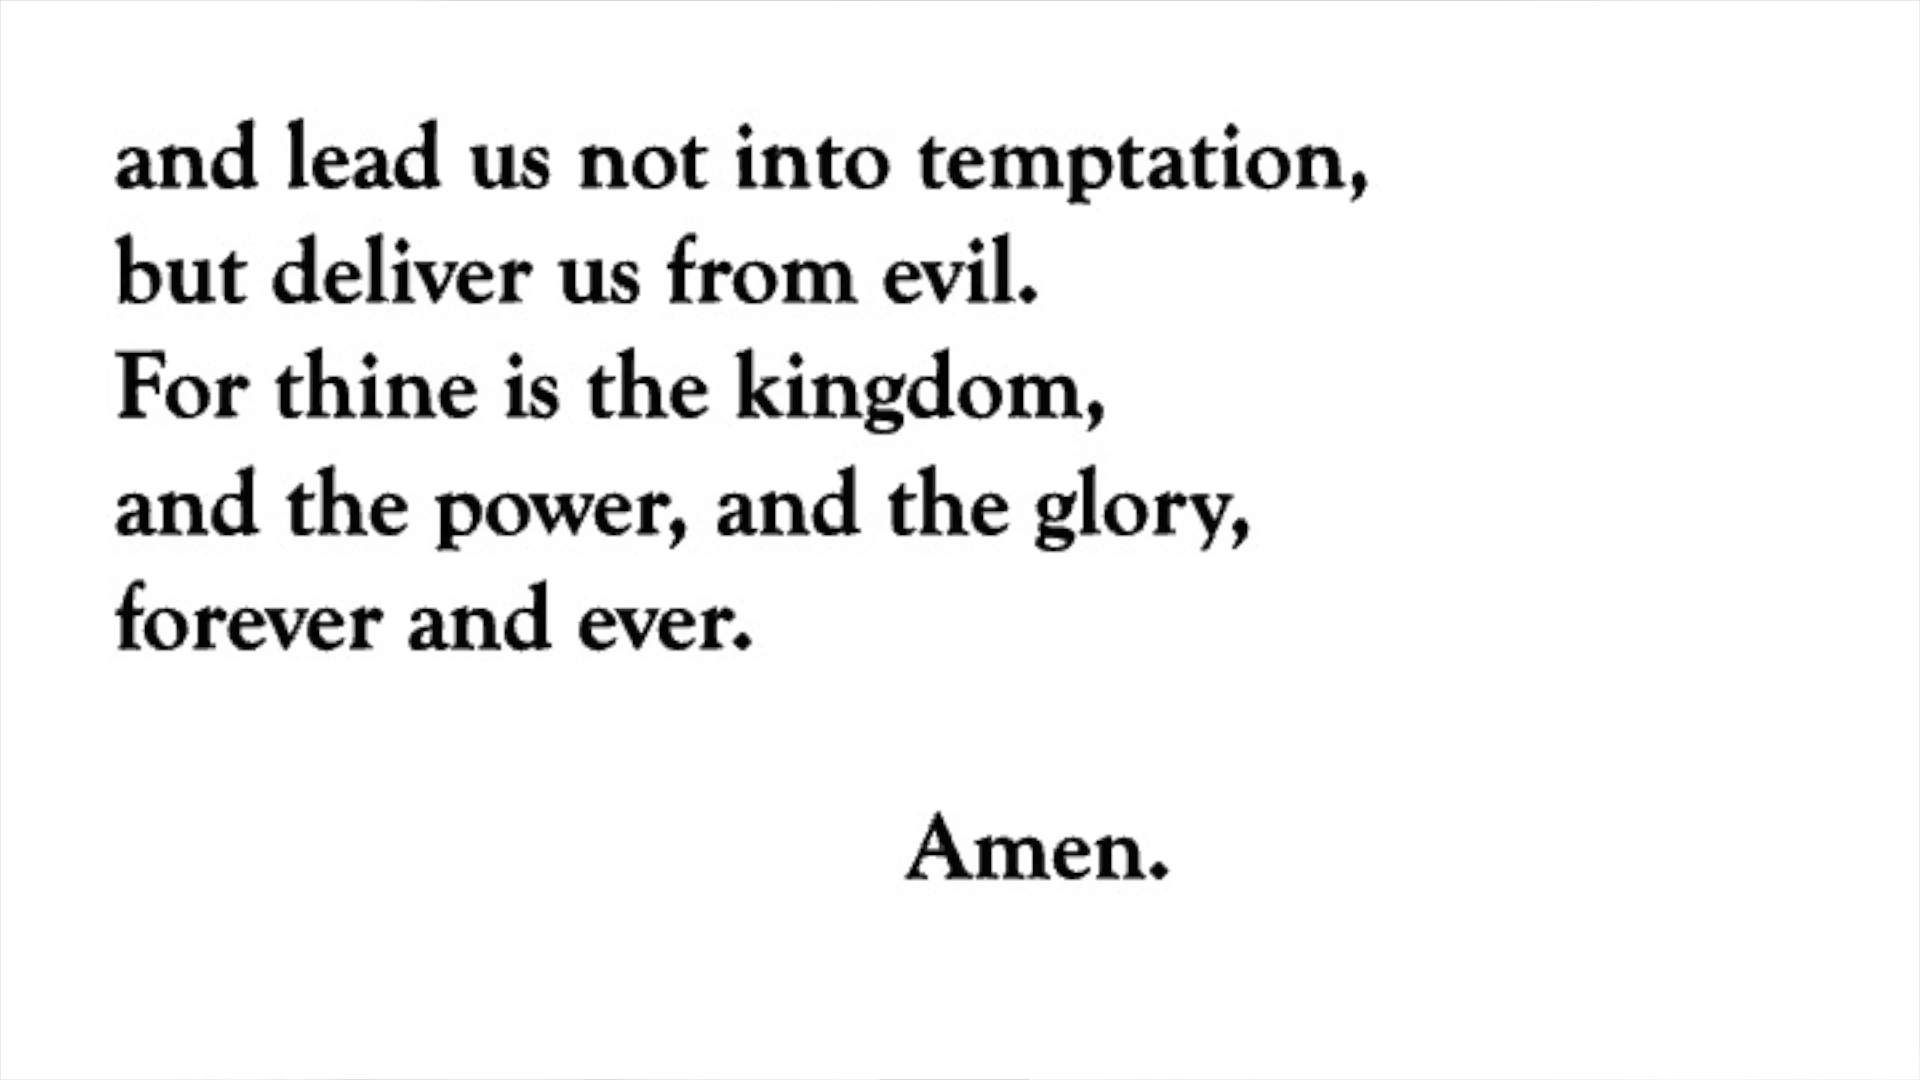 and lead us not into temptation,
but deliver us from evil.
For thine is the kingdom,
and the power, and the glory,
forever and ever.
Amen.